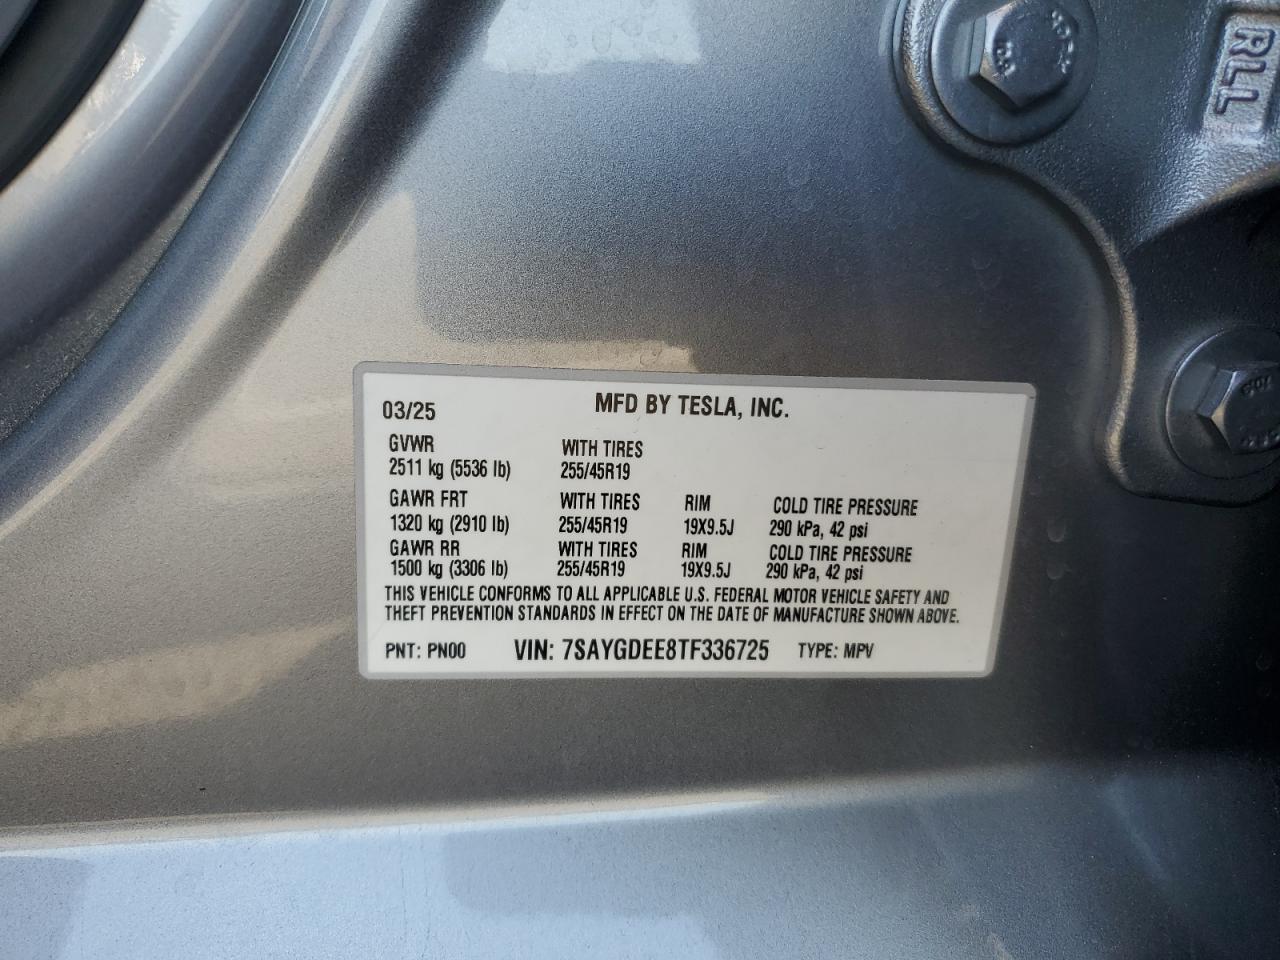 RLL
03/25 MFD BY TESLA, INC.
GVWR WITH TIRES
2511 kg (5536 lb) 255/45R19
GAWR FRT WITH TIRES RIM COLD TIRE PRESSURE
1320 kg (2910 lb) 255/45R19 19X9.5J 290 kPa, 42 psi
GAWR RR WITH TIRES RIM COLD TIRE PRESSURE
1500 kg (3306 lb) 255/45R19 19X9.5J 290 kPa, 42 psi
THIS VEHICLE CONFORMS TO ALL APPLICABLE U.S. FEDERAL MOTOR VEHICLE SAFETY AND
THEFT PREVENTION STANDARDS IN EFFECT ON THE DATE OF MANUFACTURE SHOWN ABOVE.
PNT: PN00 VIN: 7SAYGDEE8TF336725 TYPE: MPV